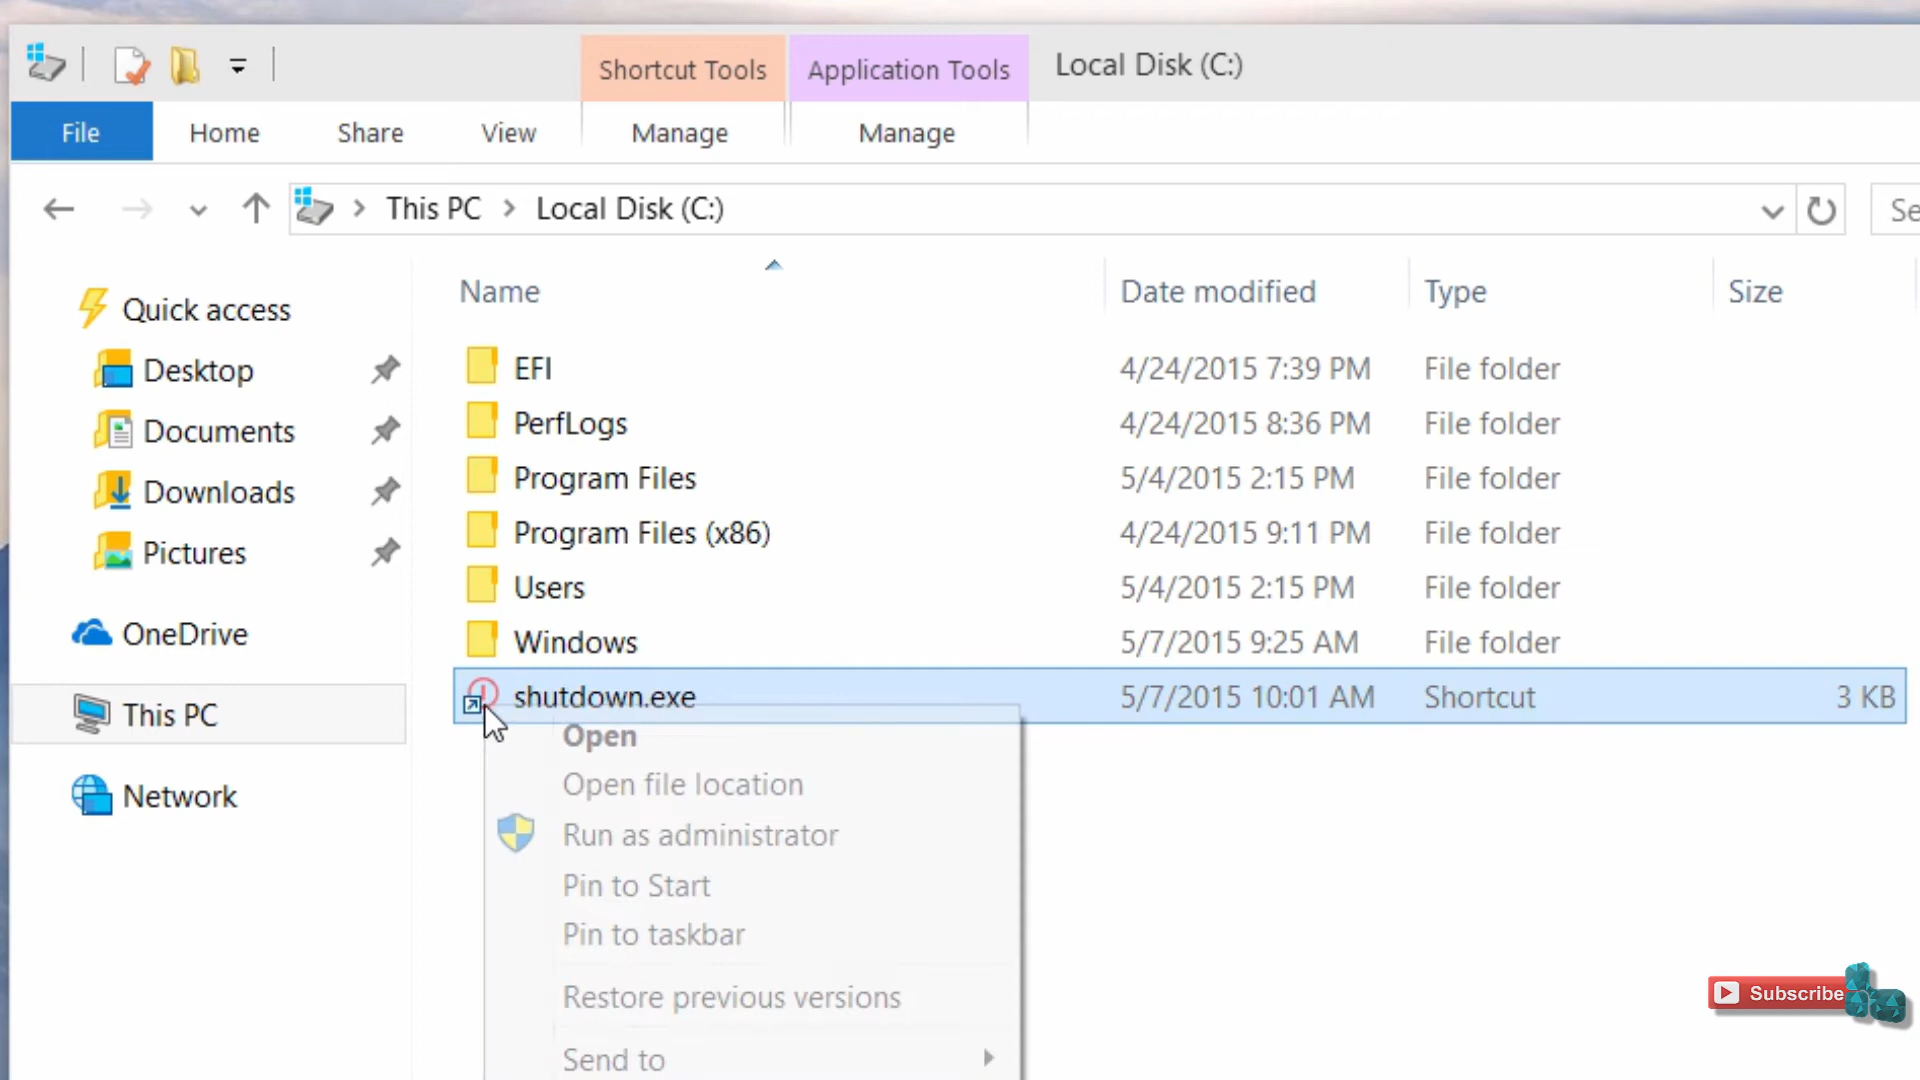 Shortcut Tools Application Tools Local Disk (C:)
File Home Share View Manage Manage
This PC Local Disk (C:) Se
Name Date modified Type Size
Quick access
Desktop
Documents
Downloads
Pictures
OneDrive
This PC
Network
EFI 4/24/2015 7:39 PM File folder
PerfLogs 4/24/2015 8:36 PM File folder
Program Files 5/4/2015 2:15 PM File folder
Program Files (x86) 4/24/2015 9:11 PM File folder
Users 5/4/2015 2:15 PM File folder
Windows 5/7/2015 9:25 AM File folder
shutdown.exe 5/7/2015 10:01 AM Shortcut 3 KB
Open
Open file location
Run as administrator
Pin to Start
Pin to taskbar
Restore previous versions
Send to
Subscribe